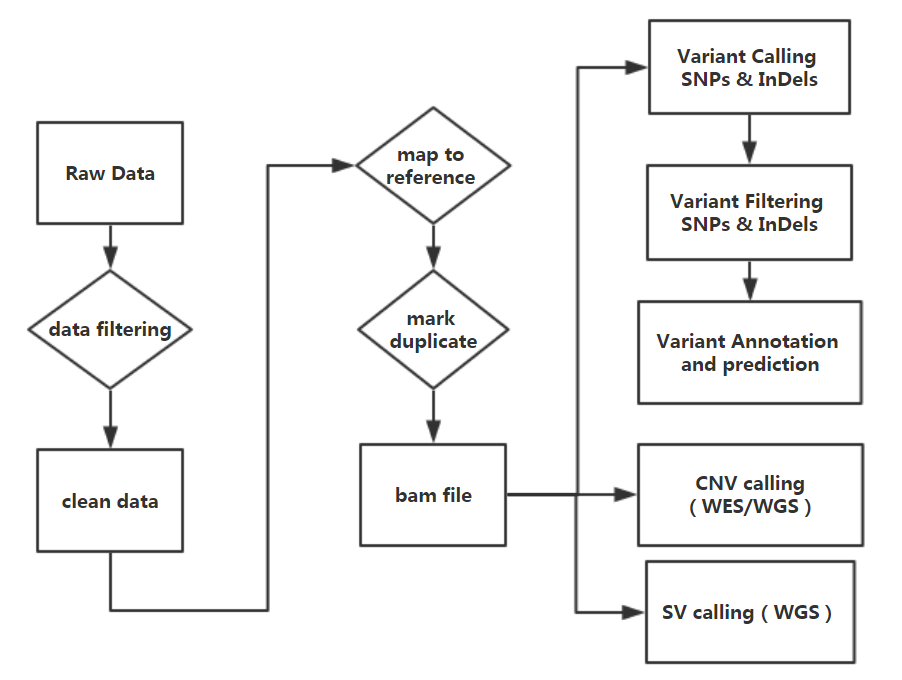 Raw Data
data filtering
clean data
map to
reference
mark
duplicate
bam file
Variant Calling
SNPs & InDels
Variant Filtering
SNPs & InDels
Variant Annotation
and prediction
CNV calling
（WES/WGS）
SV calling（WGS）